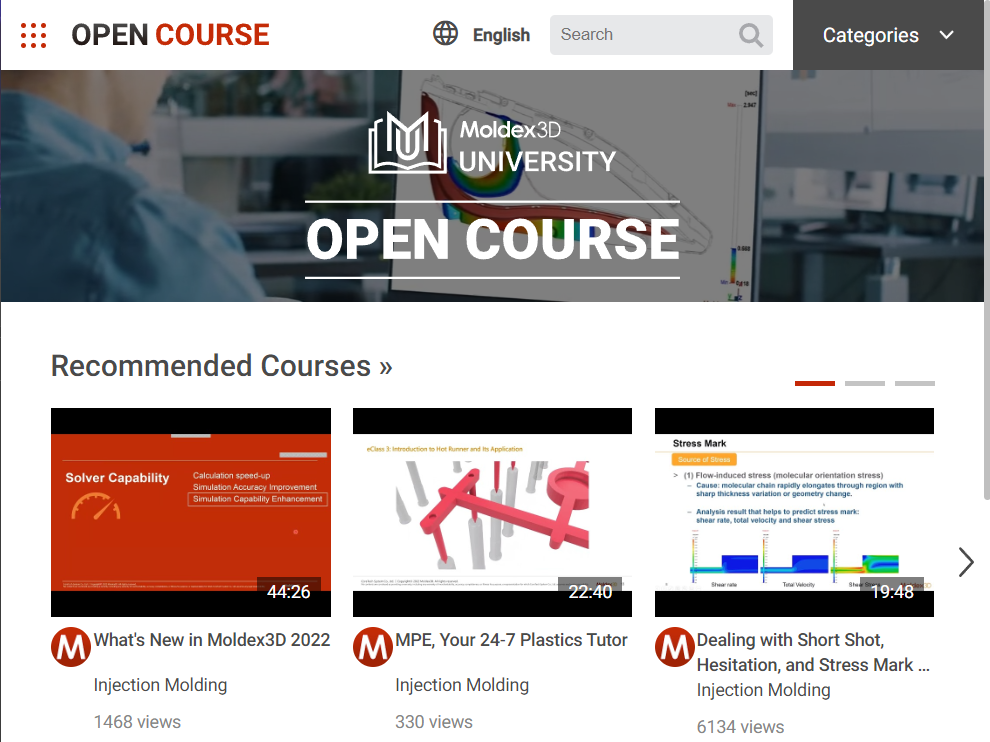 OPEN COURSE
English
Search
Categories
[sec]
2.947
Moldex3D
UNIVERSITY
OPEN COURSE
Recommended Courses »
Solver Capability
Calculation speed-up
Simulation Accuracy Improvement
Simulation Capability Enhancement
44:26
eClass 3: Introduction to Hot Runner and Its Application
22:40
Stress Mark
Source of Stress
> (1) Flow-induced stress (molecular orientation stress)
– Cause: molecular chain rapidly elongates through region with
sharp thickness variation or geometry change.
– Analysis result that helps to predict stress mark:
shear rate, total velocity and shear stress
Shear rate
Total Velocity
Shear Stress
Moldex3D
19:48
M
What's New in Moldex3D 2022
Injection Molding
1468 views
M
MPE, Your 24-7 Plastics Tutor
Injection Molding
330 views
M
Dealing with Short Shot,
Hesitation, and Stress Mark ...
Injection Molding
6134 views